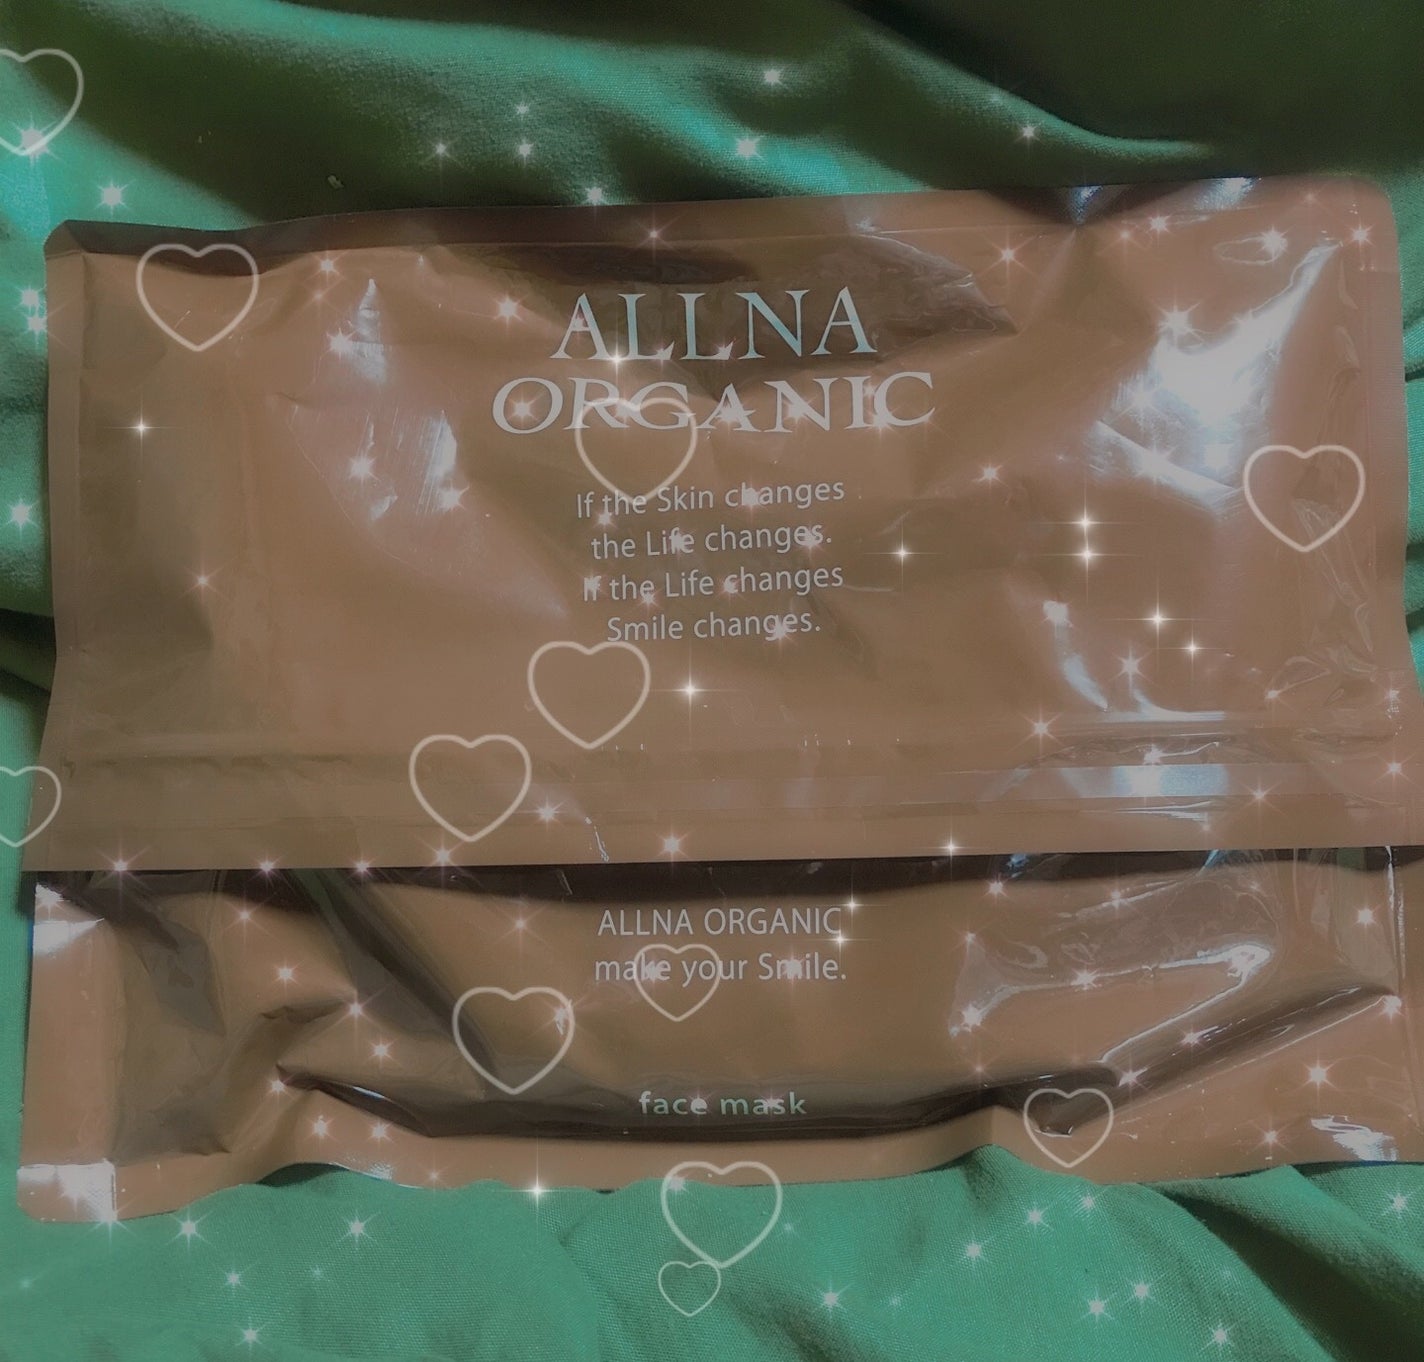 ALLNA
ORGANIC
If the Skin changes
the Life changes.
If the Life changes
Smile changes.
ALLNA ORGANIC
make your Smile.
face mask